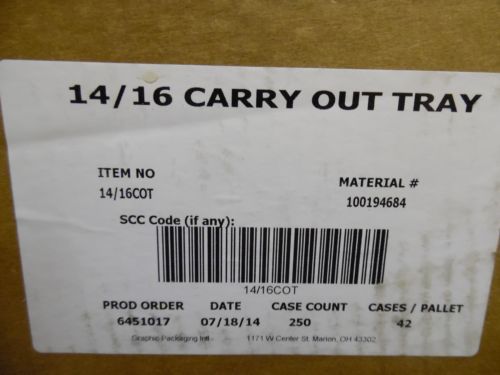 14/16 CARRY OUT TRAY
ITEM NO
14/16COT
MATERIAL #
100194684
SCC Code (if any):
14/16COT
PROD ORDER DATE CASE COUNT CASES / PALLET
6451017 07/18/14 250 42
Graphic Packaging Intl - 1171 W Center St. Marion, OH 43302